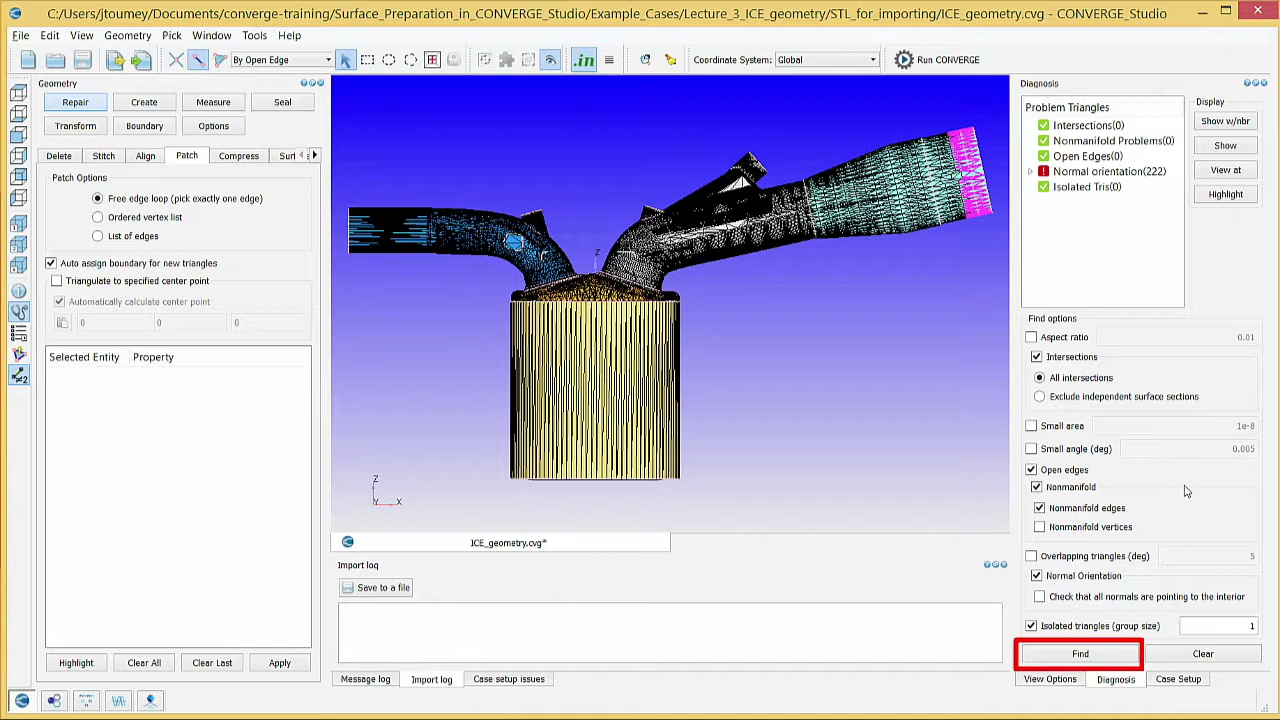 C:/Users/jtoumey/Documents/converge-training/Surface_Preparation_in_CONVERGE_Studio/Example_Cases/Lecture_3_ICE_geometry/STL_for_importing/ICE_geometry.cvg - CONVERGE_Studio
File Edit View Geometry Pick Window Tools Help
By Open Edge .in Coordinate System: Global Run CONVERGE
Geometry
Repair Create Measure Seal
Transform Boundary Options
Delete Stitch Align Patch Compress Surf
Patch Options
Free edge loop (pick exactly one edge)
Ordered vertex list
List of edges
Auto assign boundary for new triangles
Triangulate to specified center point
Automatically calculate center point
0 0 0
Selected Entity Property
Highlight Clear All Clear Last Apply
Z
Z
Y X
ICE_geometry.cvg*
Import log
Save to a file
Message log Import log Case setup issues
Diagnosis
Problem Triangles
Intersections(0)
Nonmanifold Problems(0)
Open Edges(0)
Normal orientation(222)
Isolated Tris(0)
Display
Show w/nbr
Show
View at
Highlight
Find options
Aspect ratio 0.01
Intersections
All intersections
Exclude independent surface sections
Small area 1e-8
Small angle (deg) 0.005
Open edges
Nonmanifold
Nonmanifold edges
Nonmanifold vertices
Overlapping triangles (deg) 5
Normal Orientation
Check that all normals are pointing to the interior
Isolated triangles (group size) 1
Find Clear
View Options Diagnosis Case Setup